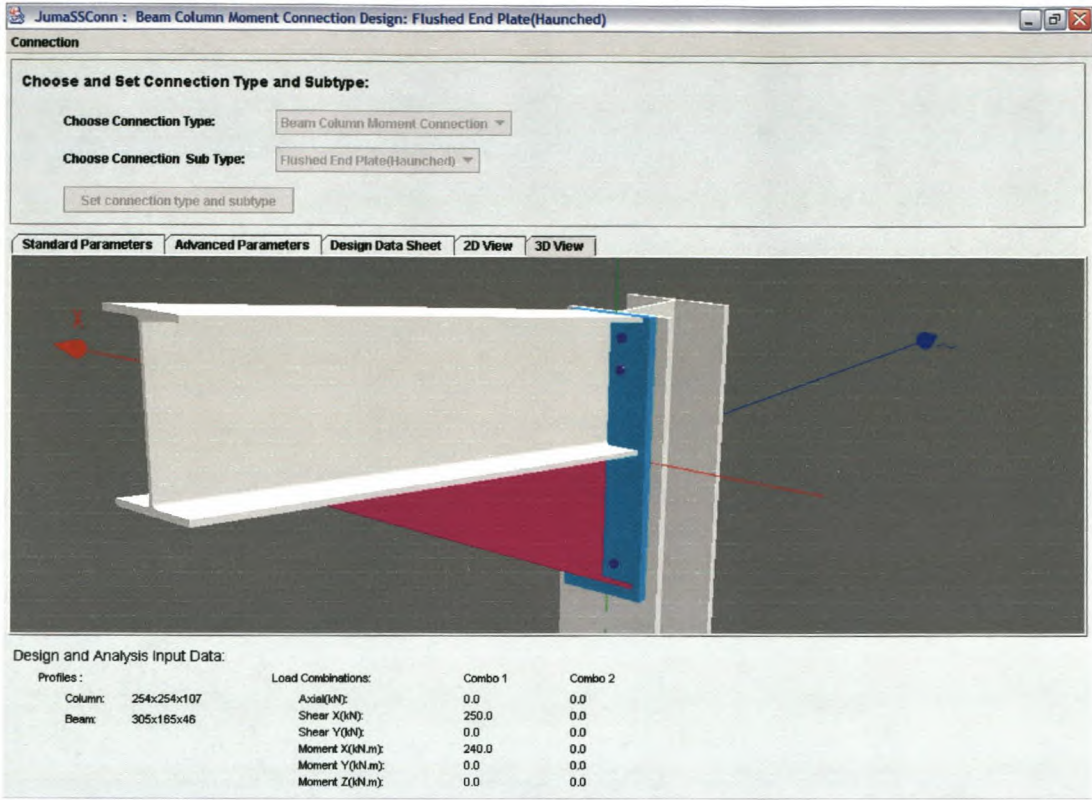 JumaSSConn : Beam Column Moment Connection Design: Flushed End Plate(Haunched)
Connection
Choose and Set Connection Type and Subtype:
Choose Connection Type: Beam Column Moment Connection
Choose Connection Sub Type: Flushed End Plate(Haunched)
Set connection type and subtype
Standard Parameters Advanced Parameters Design Data Sheet 2D View 3D View
Design and Analysis Input Data:
Profiles : Load Combinations: Combo 1 Combo 2
Column: 254x254x107 Axial(kN): 0.0 0.0
Beam: 305x165x46 Shear X(kN): 250.0 0.0
Shear Y(kN): 0.0 0.0
Moment X(kN.m): 240.0 0.0
Moment Y(kN.m): 0.0 0.0
Moment Z(kN.m): 0.0 0.0